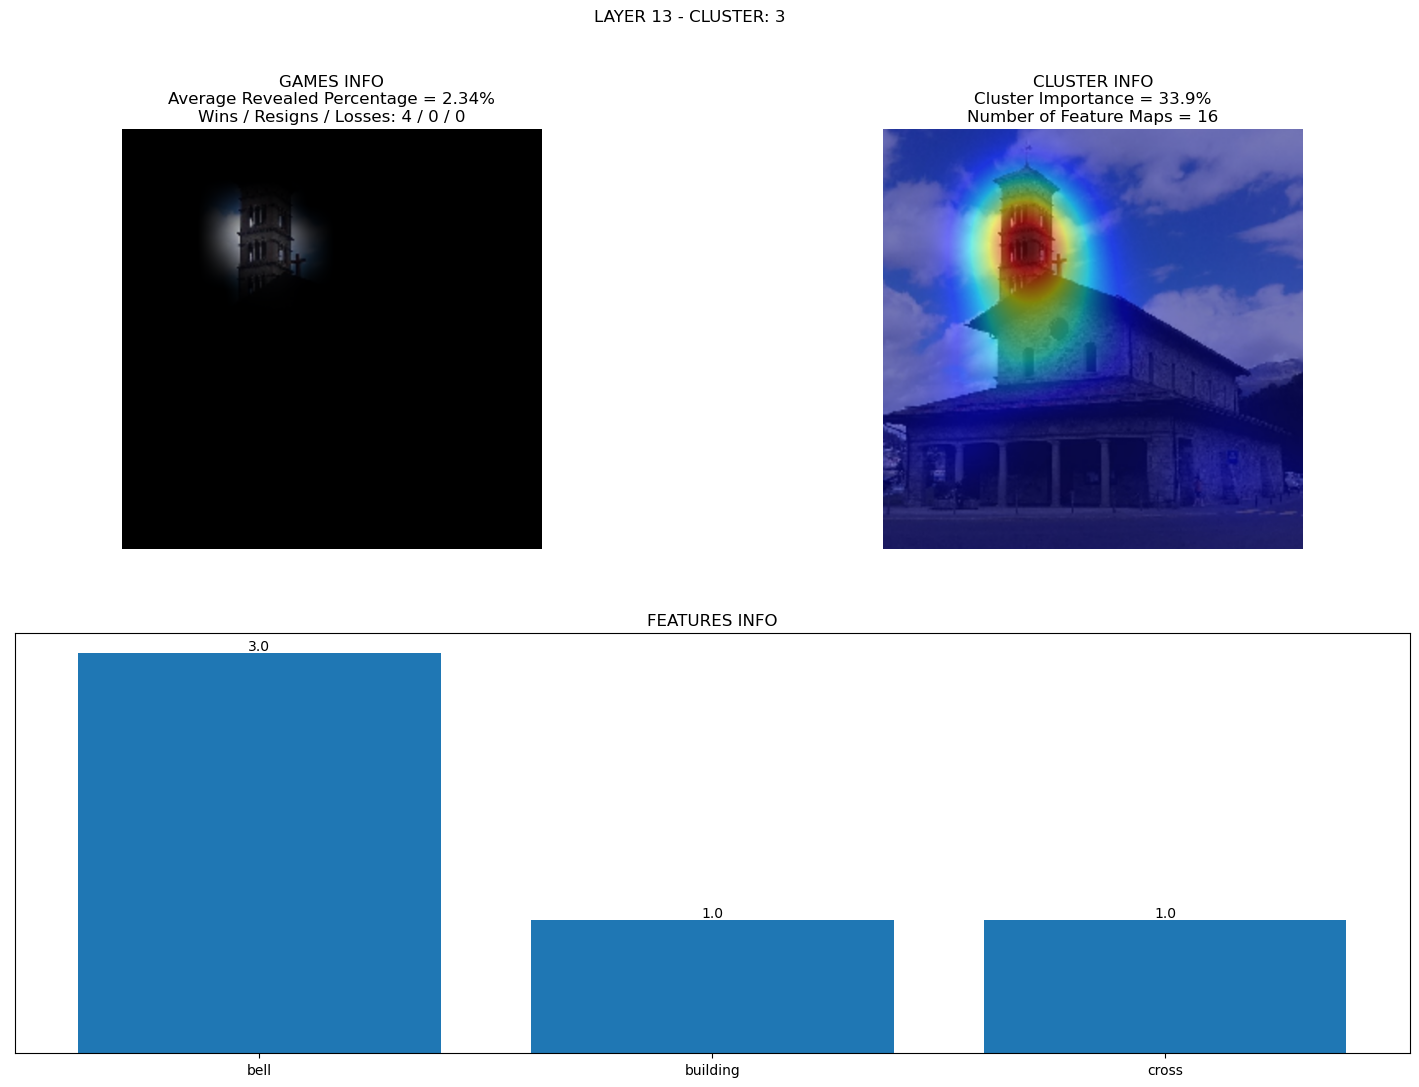 LAYER 13 - CLUSTER: 3
GAMES INFO
Average Revealed Percentage = 2.34%
Wins / Resigns / Losses: 4 / 0 / 0
CLUSTER INFO
Cluster Importance = 33.9%
Number of Feature Maps = 16
FEATURES INFO
3.0
1.0
1.0
bell
building
cross